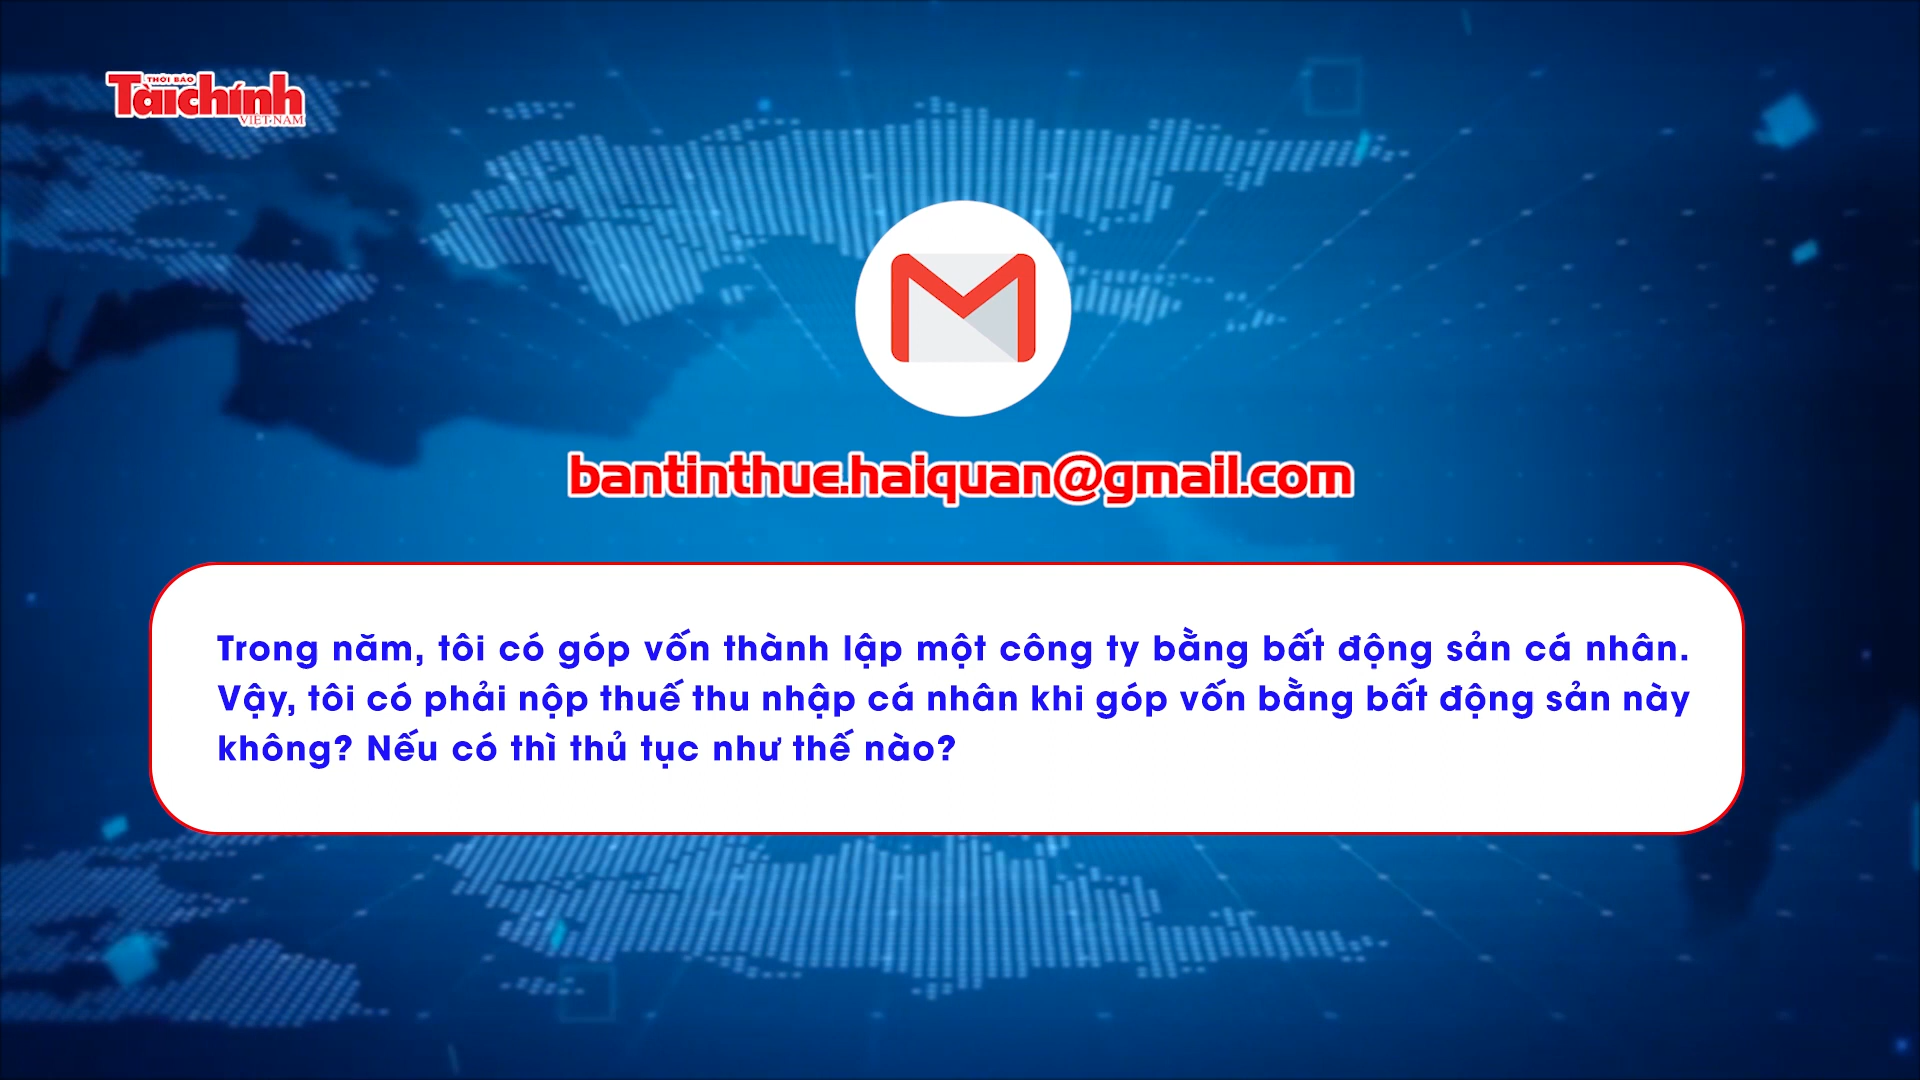 THỜI BÁO
Tàichính
VIỆT NAM
bantinthue.haiquan@gmail.com
Trong năm, tôi có góp vốn thành lập một công ty bằng bất động sản cá nhân.
Vậy, tôi có phải nộp thuế thu nhập cá nhân khi góp vốn bằng bất động sản này
không? Nếu có thì thủ tục như thế nào?